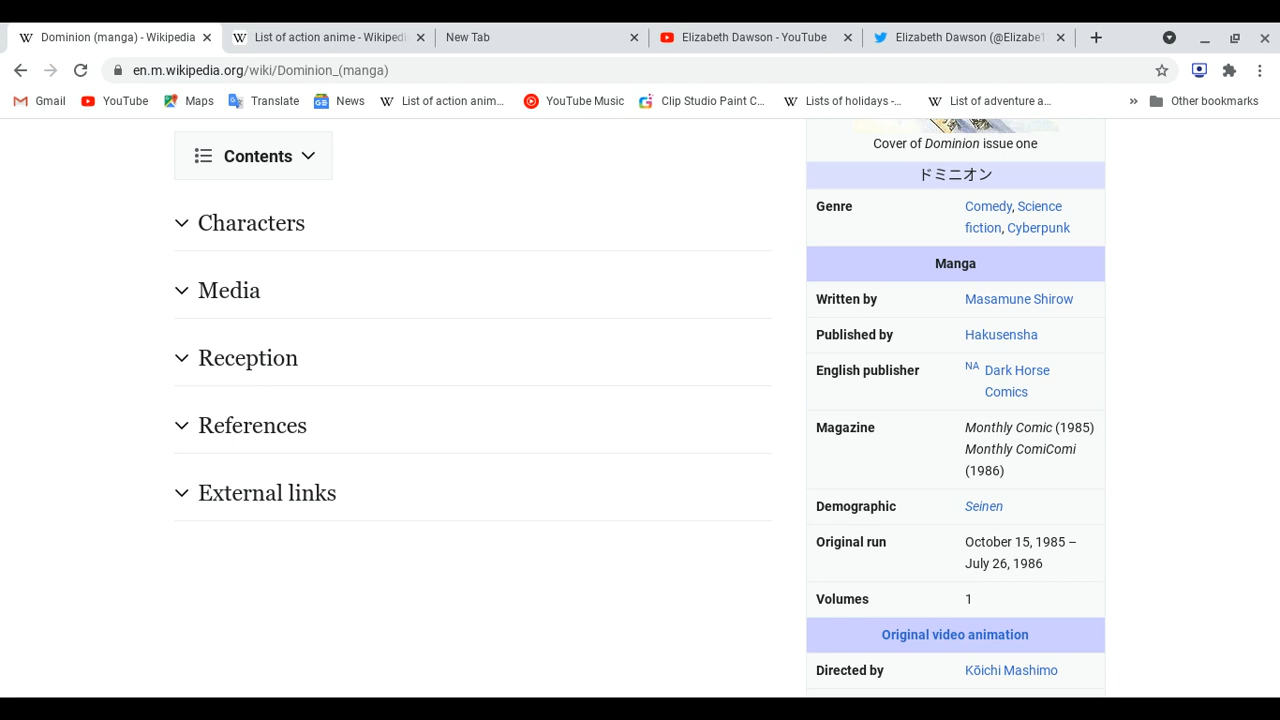 Dominion (manga) - Wikipedia
List of action anime - Wikipedi
New Tab
Elizabeth Dawson - YouTube
Elizabeth Dawson (@Elizabe1
en.m.wikipedia.org/wiki/Dominion_(manga)
Gmail
YouTube
Maps
Translate
News
List of action anim...
YouTube Music
Clip Studio Paint C...
Lists of holidays -...
List of adventure a...
»
Other bookmarks
Contents
Characters
Media
Reception
References
External links
Cover of Dominion issue one
ドミニオン
Genre Comedy, Science
fiction, Cyberpunk
Manga
Written by Masamune Shirow
Published by Hakusensha
English publisher NA Dark Horse
Comics
Magazine Monthly Comic (1985)
Monthly ComiComi
(1986)
Demographic Seinen
Original run October 15, 1985 –
July 26, 1986
Volumes 1
Original video animation
Directed by Kōichi Mashimo